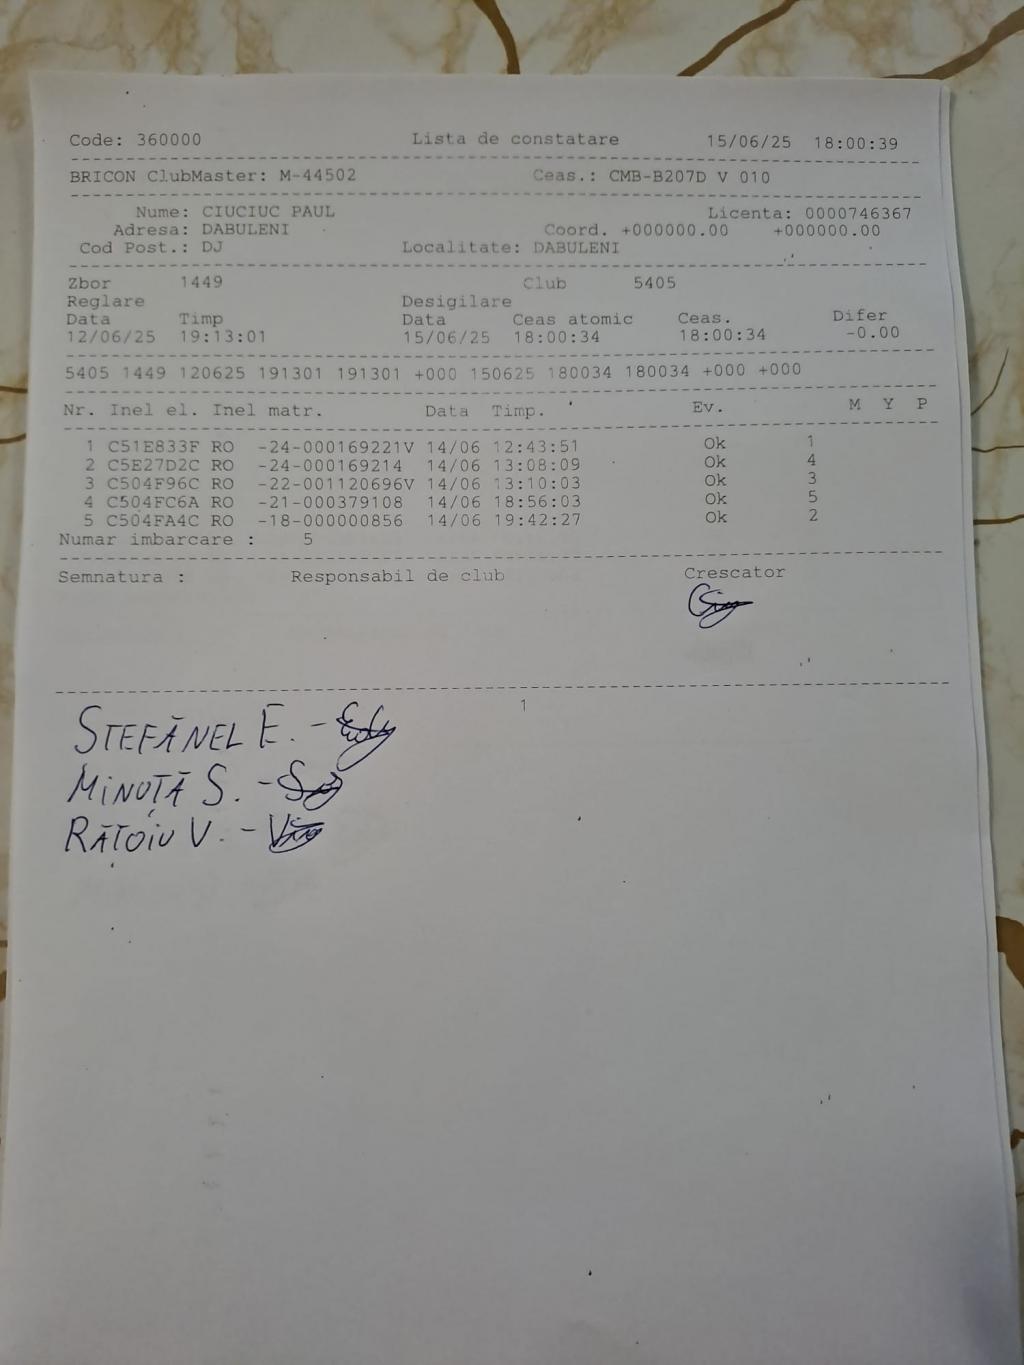 Code: 360000 Lista de constatare 15/06/25 18:00:39
BRICON ClubMaster: M-44502 Ceas.: CMB-B207D V 010
Nume: CIUCIUC PAUL Licenta: 0000746367
Adresa: DABULENI Coord. +000000.00 +000000.00
Cod Post.: DJ Localitate: DABULENI
Zbor 1449 Club 5405
Reglare Desigilare
Data Timp Data Ceas atomic Ceas. Difer
12/06/25 19:13:01 15/06/25 18:00:34 18:00:34 -0.00
5405 1449 120625 191301 191301 +000 150625 180034 180034 +000 +000
Nr. Inel el. Inel matr. Data Timp. Ev. M Y P
1 C51E833F RO -24-000169221V 14/06 12:43:51 Ok 1
2 C5E27D2C RO -24-000169214 14/06 13:08:09 Ok 4
3 C504F96C RO -22-001120696V 14/06 13:10:03 Ok 3
4 C504FC6A RO -21-000379108 14/06 18:56:03 Ok 5
5 C504FA4C RO -18-000000856 14/06 19:42:27 Ok 2
Numar imbarcare : 5
Semnatura : Responsabil de club Crescator
1
STEFĂNEL E. -
MINUȚĂ S. -
RĂȚOIU V. -